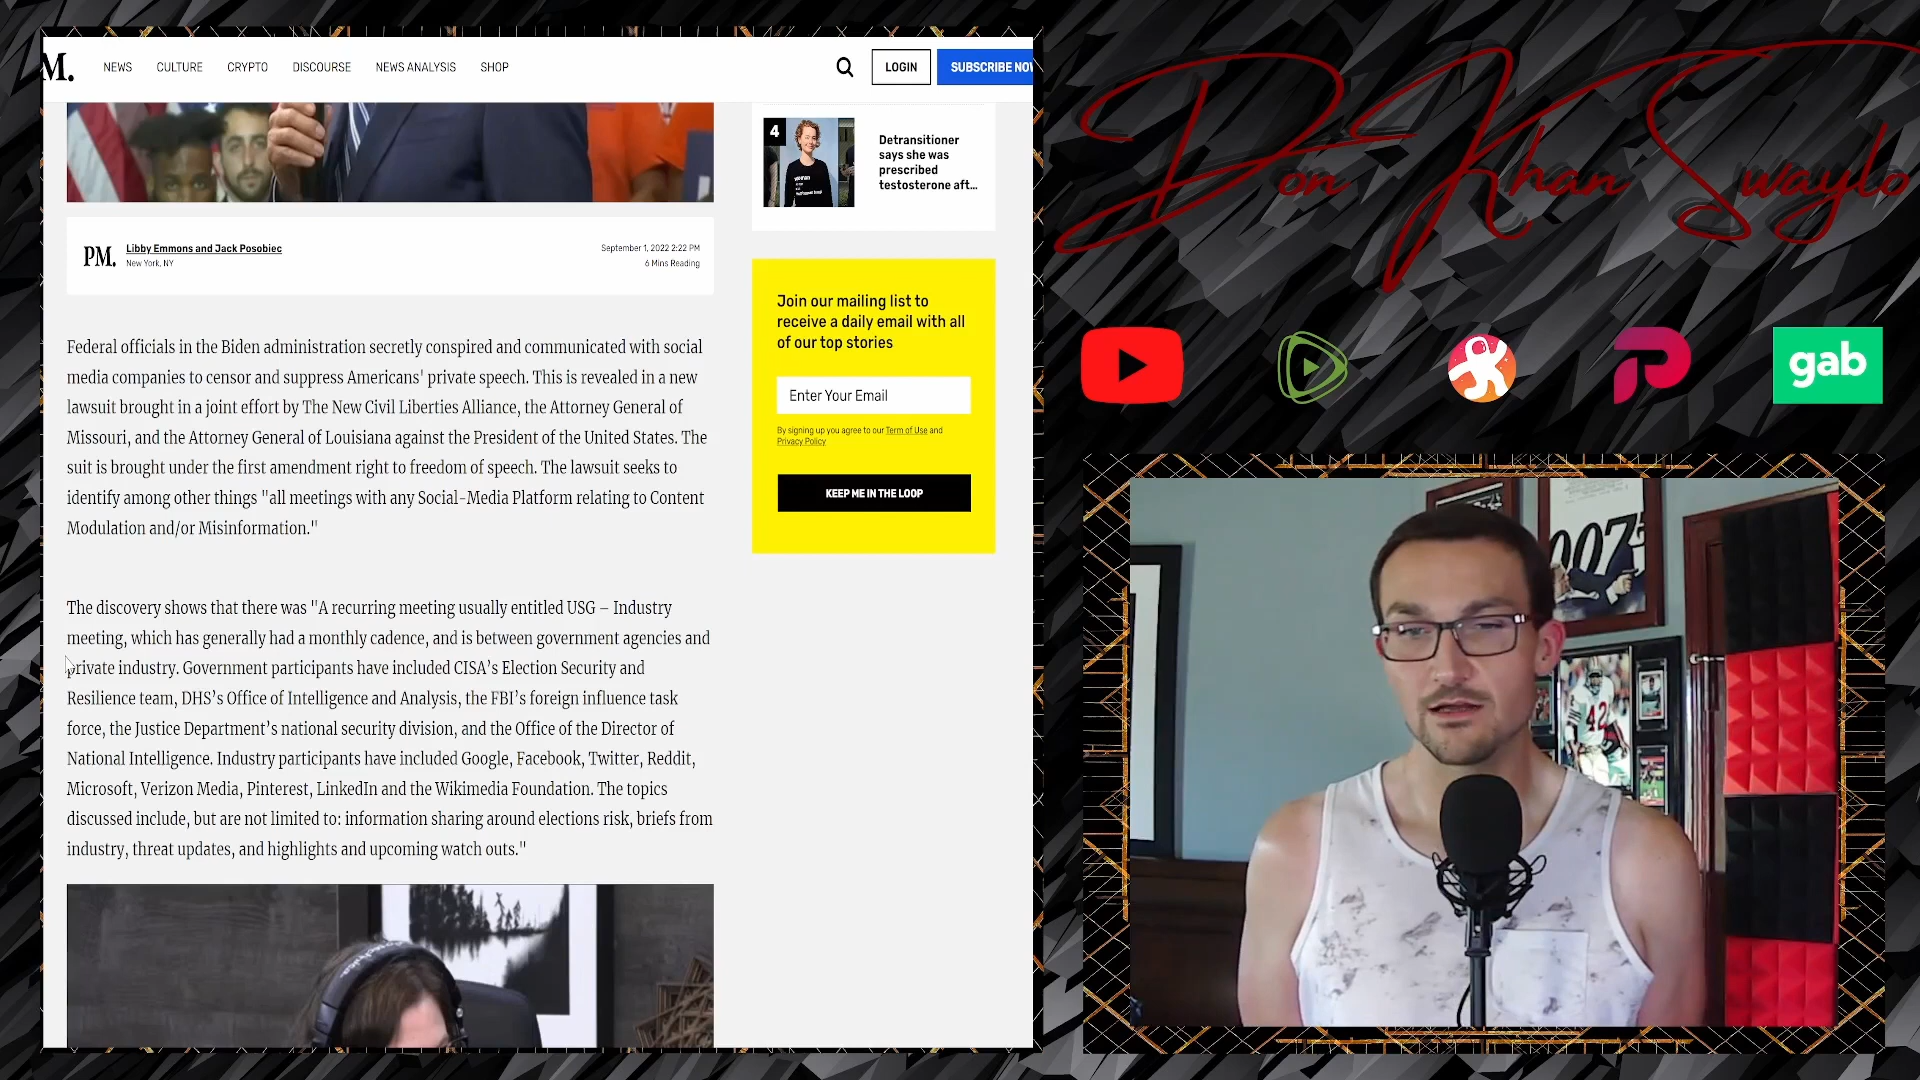 M.
NEWS
CULTURE
CRYPTO
DISCOURSE
NEWS ANALYSIS
SHOP
LOGIN
SUBSCRIBE NOW
PM.
Libby Emmons and Jack Posobiec
New York, NY
September 1, 2022 2:22 PM
6 Mins Reading
Federal officials in the Biden administration secretly conspired and communicated with social
media companies to censor and suppress Americans' private speech. This is revealed in a new
lawsuit brought in a joint effort by The New Civil Liberties Alliance, the Attorney General of
Missouri, and the Attorney General of Louisiana against the President of the United States. The
suit is brought under the first amendment right to freedom of speech. The lawsuit seeks to
identify among other things "all meetings with any Social-Media Platform relating to Content
Modulation and/or Misinformation."
The discovery shows that there was "A recurring meeting usually entitled USG – Industry
meeting, which has generally had a monthly cadence, and is between government agencies and
private industry. Government participants have included CISA’s Election Security and
Resilience team, DHS’s Office of Intelligence and Analysis, the FBI’s foreign influence task
force, the Justice Department’s national security division, and the Office of the Director of
National Intelligence. Industry participants have included Google, Facebook, Twitter, Reddit,
Microsoft, Verizon Media, Pinterest, LinkedIn and the Wikimedia Foundation. The topics
discussed include, but are not limited to: information sharing around elections risk, briefs from
industry, threat updates, and highlights and upcoming watch outs."
4
Detransitioner
says she was
prescribed
testosterone aft...
Join our mailing list to
receive a daily email with all
of our top stories
Enter Your Email
By signing up you agree to our Term of Use and
Privacy Policy
KEEP ME IN THE LOOP
Don Khan Swaylo
gab
007
42